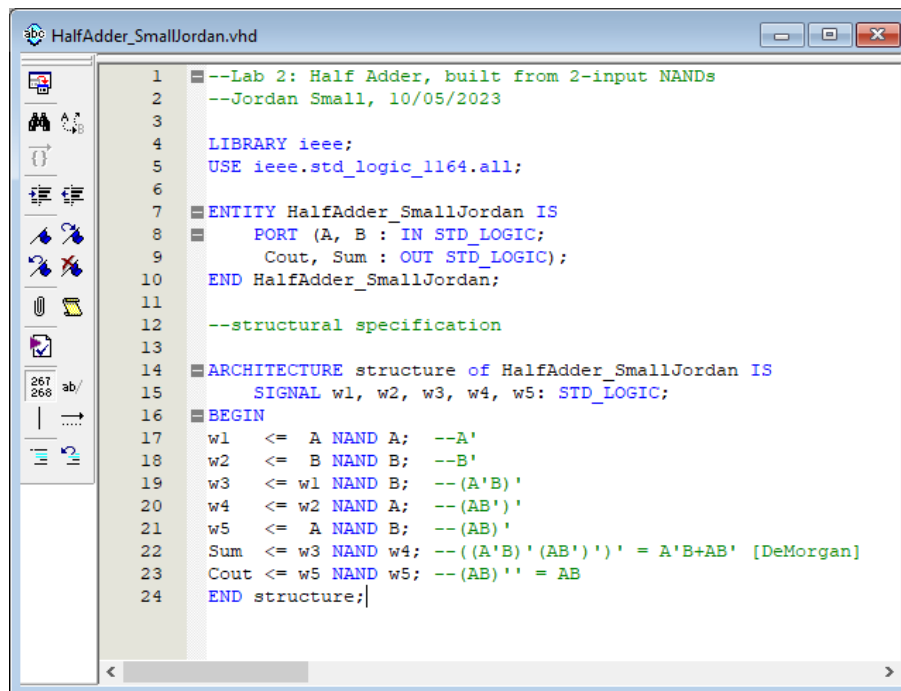 abc HalfAdder_SmallJordan.vhd
1 --Lab 2: Half Adder, built from 2-input NANDs
2 --Jordan Small, 10/05/2023
3
4 LIBRARY ieee;
5 USE ieee.std_logic_1164.all;
6
7 ENTITY HalfAdder_SmallJordan IS
8 PORT (A, B : IN STD_LOGIC;
9 Cout, Sum : OUT STD_LOGIC);
10 END HalfAdder_SmallJordan;
11
12 --structural specification
13
14 ARCHITECTURE structure of HalfAdder_SmallJordan IS
15 SIGNAL w1, w2, w3, w4, w5: STD_LOGIC;
16 BEGIN
17 w1 <= A NAND A; --A'
18 w2 <= B NAND B; --B'
19 w3 <= w1 NAND B; --(A'B)'
20 w4 <= w2 NAND A; --(AB')'
21 w5 <= A NAND B; --(AB)'
22 Sum <= w3 NAND w4; --((A'B)'(AB')')' = A'B+AB' [DeMorgan]
23 Cout <= w5 NAND w5; --(AB)'' = AB
24 END structure;
A B
{}
267 268 ab/